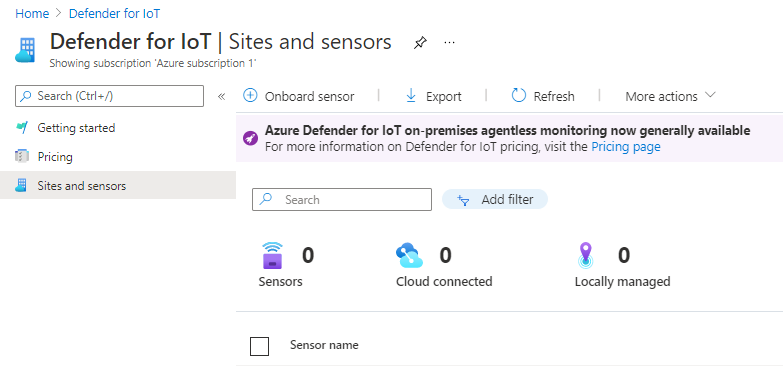 Home > Defender for IoT
Defender for IoT | Sites and sensors
Showing subscription 'Azure subscription 1'
Search (Ctrl+/)
«
Onboard sensor
Export
Refresh
More actions
Getting started
Pricing
Sites and sensors
Azure Defender for IoT on-premises agentless monitoring now generally available
For more information on Defender for IoT pricing, visit the Pricing page
Search
Add filter
0
Sensors
0
Cloud connected
0
Locally managed
Sensor name